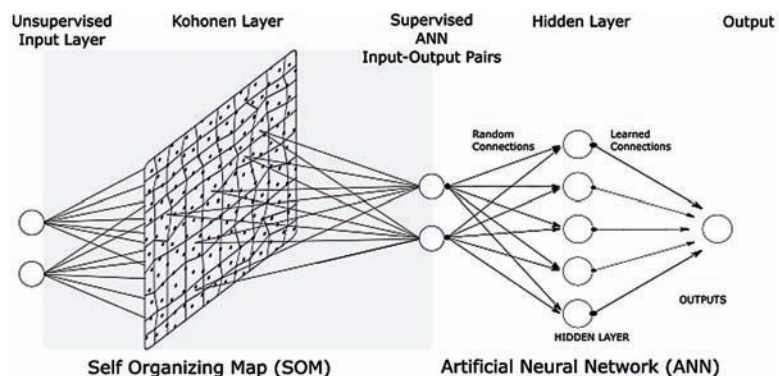 Unsupervised
Input Layer
Kohonen Layer
Supervised
ANN
Input-Output Pairs
Hidden Layer
Output
Random
Connections
Learned
Connections
OUTPUTS
HIDDEN LAYER
Self Organizing Map (SOM)
Artificial Neural Network (ANN)